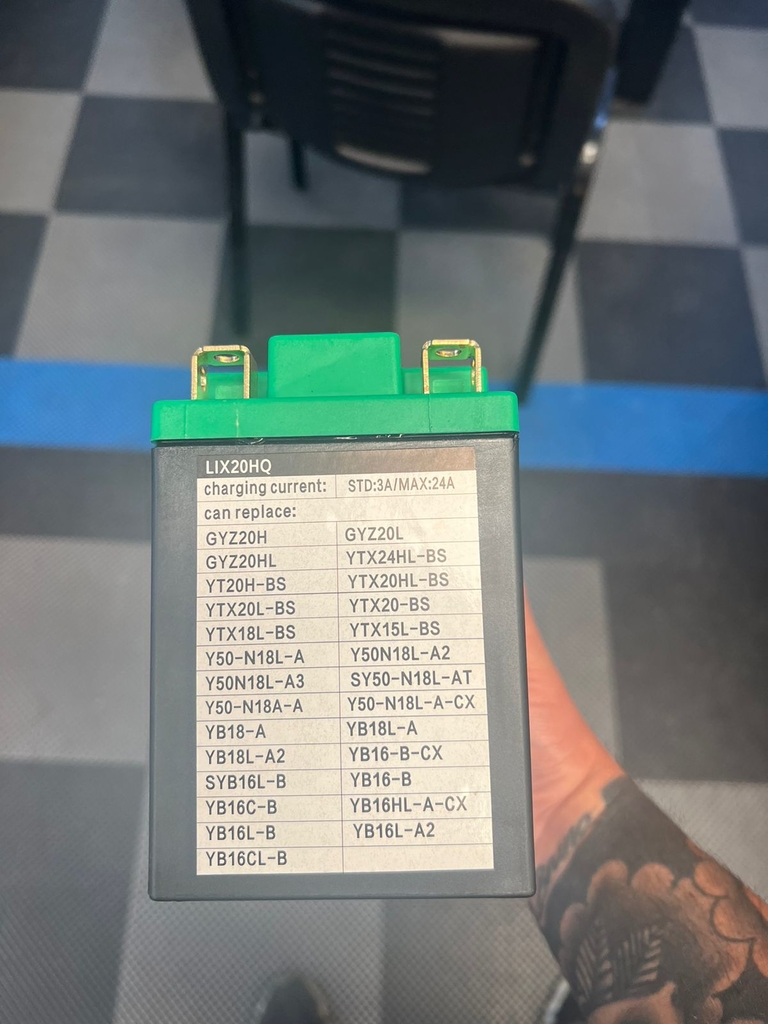 LIX20HQ
charging current: STD:3A/MAX:24A
can replace:
GYZ20H GYZ20L
GYZ20HL YTX24HL-BS
YT20H-BS YTX20HL-BS
YTX20L-BS YTX20-BS
YTX18L-BS YTX15L-BS
Y50-N18L-A Y50N18L-A2
Y50N18L-A3 SY50-N18L-AT
Y50-N18A-A Y50-N18L-A-CX
YB18-A YB18L-A
YB18L-A2 YB16-B-CX
SYB16L-B YB16-B
YB16C-B YB16HL-A-CX
YB16L-B YB16L-A2
YB16CL-B